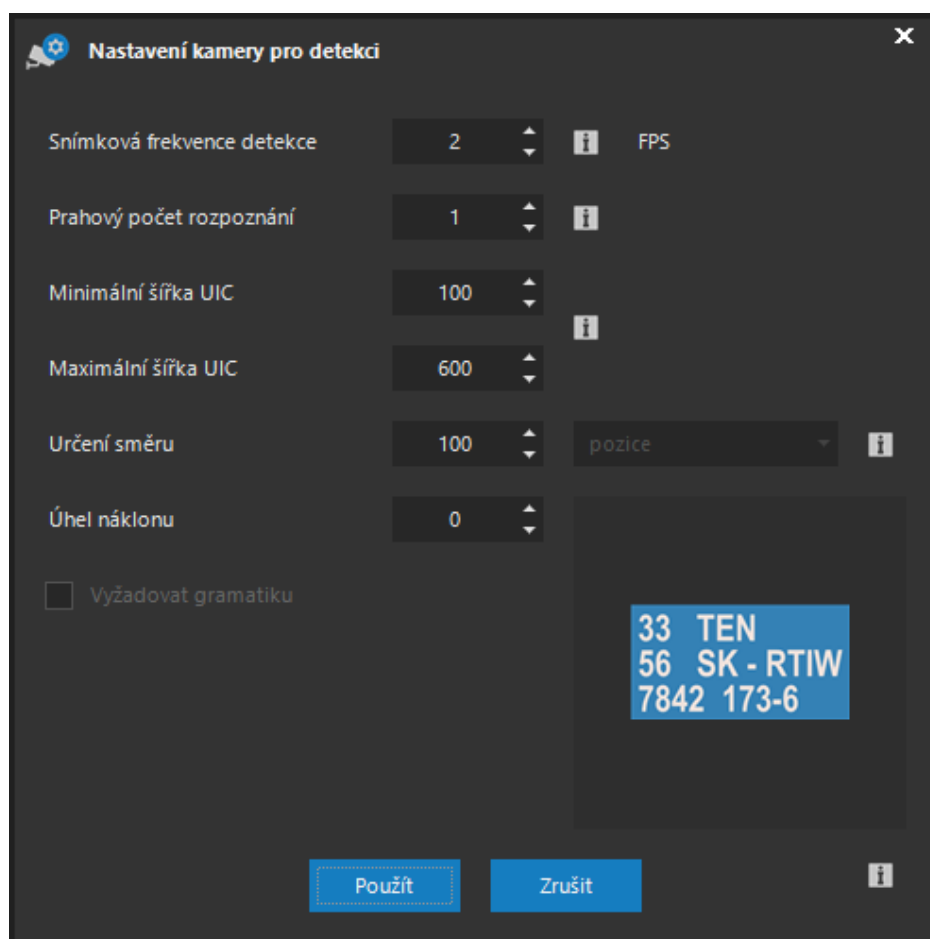 Nastavení kamery pro detekci
Snímková frekvence detekce 2 FPS
Prahový počet rozpoznání 1
Minimální šířka UIC 100
Maximální šířka UIC 600
Určení směru 100 pozice
Úhel náklonu 0
Vyžadovat gramatiku
33 TEN
56 SK - RTIW
7842 173-6
Použít Zrušit